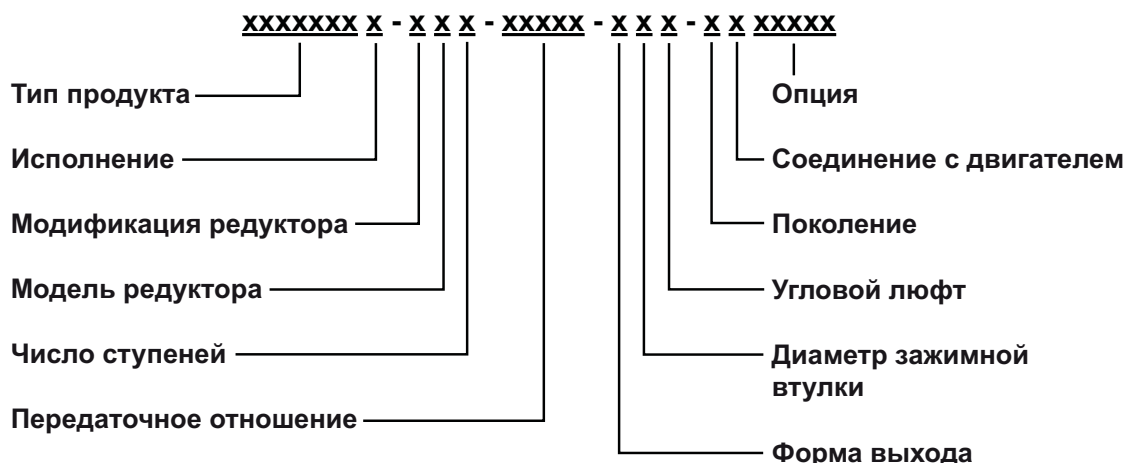 xxxxxxx x - x x x - xxxxx - x x x - x x xxxxx
Тип продукта
Исполнение
Модификация редуктора
Модель редуктора
Число ступеней
Передаточное отношение
Опция
Соединение с двигателем
Поколение
Угловой люфт
Диаметр зажимной
втулки
Форма выхода